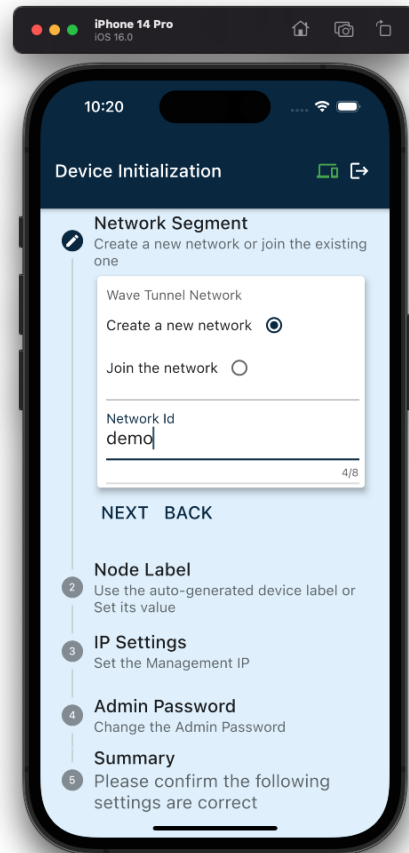 iPhone 14 Pro
iOS 16.0
10:20
Device Initialization
Network Segment
Create a new network or join the existing
one
Wave Tunnel Network
Create a new network
Join the network
Network Id
demo
4/8
NEXT BACK
2
Node Label
Use the auto-generated device label or
Set its value
3
IP Settings
Set the Management IP
4
Admin Password
Change the Admin Password
5
Summary
Please confirm the following
settings are correct